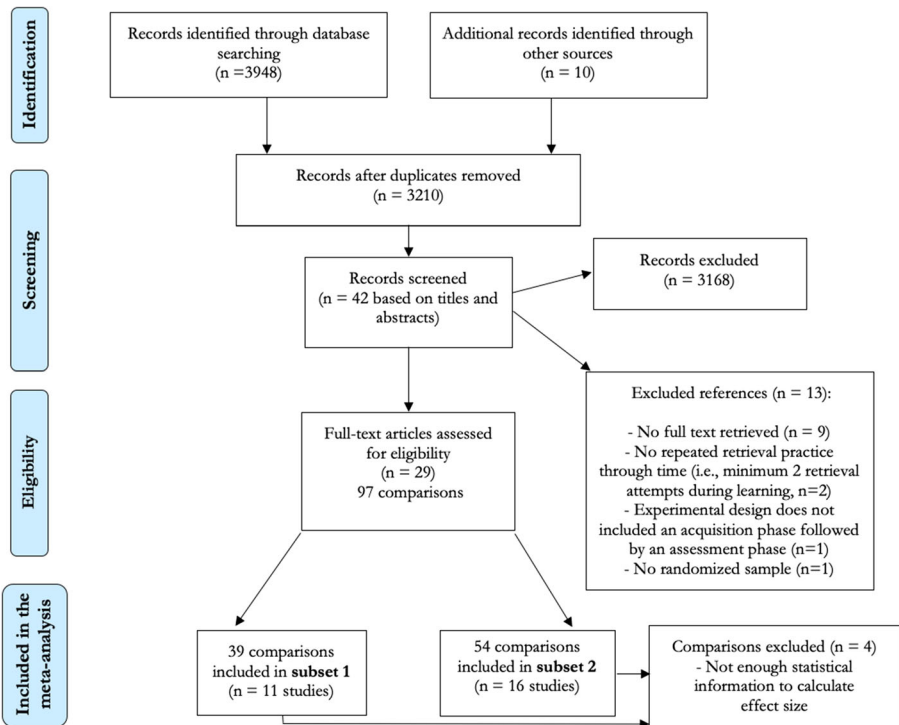 Identification
Records identified through database
searching
(n =3948)
Additional records identified through
other sources
(n = 10)
Records after duplicates removed
(n = 3210)
Screening
Records screened
(n = 42 based on titles and
abstracts)
Records excluded
(n = 3168)
Excluded references (n = 13):
- No full text retrieved (n = 9)
- No repeated retrieval practice
through time (i.e., minimum 2 retrieval
attempts during learning, n=2)
- Experimental design does not
included an acquisition phase followed
by an assessment phase (n=1)
- No randomized sample (n=1)
Eligibility
Full-text articles assessed
for eligibility
(n = 29)
97 comparisons
Included in the
meta-analysis
39 comparisons
included in subset 1
(n = 11 studies)
54 comparisons
included in subset 2
(n = 16 studies)
Comparisons excluded (n = 4)
- Not enough statistical
information to calculate
effect size